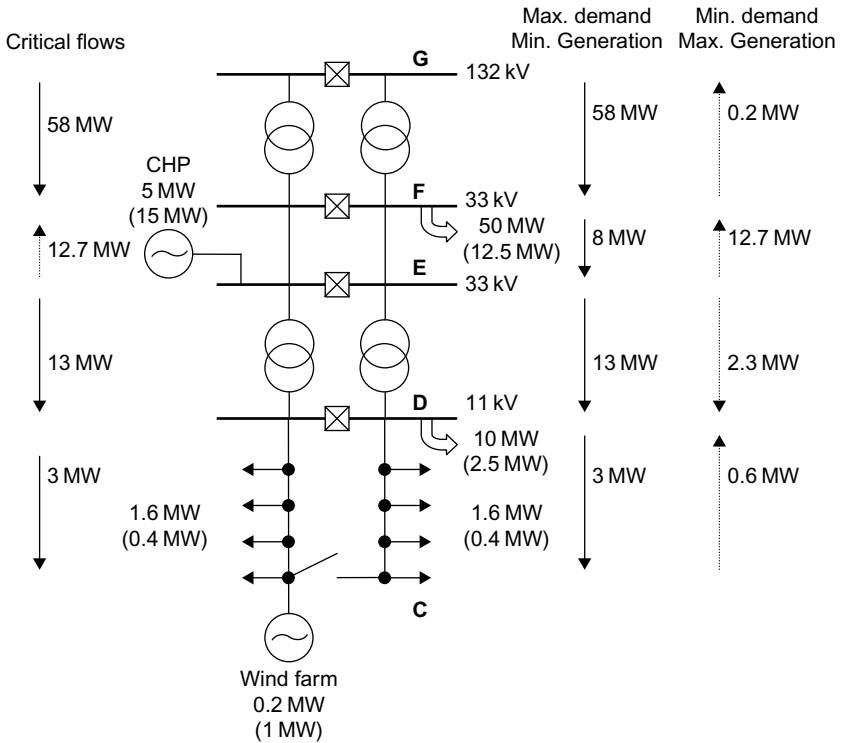 Critical flows
Max. demand
Min. Generation
Min. demand
Max. Generation
G
132 kV
58 MW
58 MW
0.2 MW
CHP
5 MW
(15 MW)
F
33 kV
50 MW
(12.5 MW)
12.7 MW
8 MW
12.7 MW
E
33 kV
13 MW
13 MW
2.3 MW
D
11 kV
10 MW
(2.5 MW)
3 MW
3 MW
0.6 MW
1.6 MW
(0.4 MW)
1.6 MW
(0.4 MW)
C
Wind farm
0.2 MW
(1 MW)